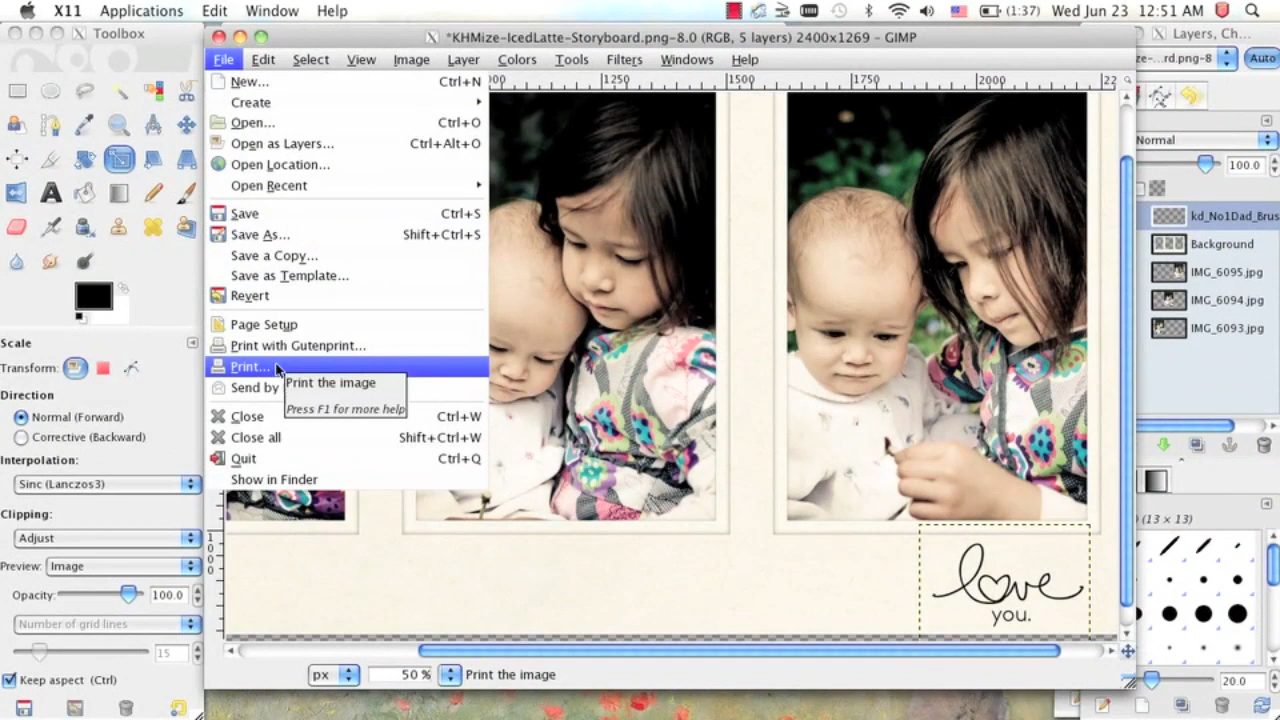 X11 Applications Edit Window Help
(1:37) Wed Jun 23 12:51 AM
Toolbox
*KHMize-IcedLatte-Storyboard.png-8.0 (RGB, 5 layers) 2400x1269 – GIMP
Layers, Ch...
File Edit Select View Image Layer Colors Tools Filters Windows Help
rd.png-8 Auto
000 1250 1500 1750 2000 22
New... Ctrl+N
Create
Open... Ctrl+O
Open as Layers... Ctrl+Alt+O
Open Location...
Open Recent
Save Ctrl+S
Save As... Shift+Ctrl+S
Save a Copy...
Save as Template...
Revert
Page Setup
Print with Gutenprint...
Print...
Send by
Print the image
Press F1 for more help
Close Ctrl+W
Close all Shift+Ctrl+W
Quit Ctrl+Q
Show in Finder
Scale
Transform:
Direction
Normal (Forward)
Corrective (Backward)
Interpolation:
Sinc (Lanczos3)
Clipping:
Adjust
Preview: Image
Opacity: 100.0
Number of grid lines
15
Keep aspect (Ctrl)
1000
love
you.
px 50 % Print the image
Normal
100.0
kd_No1Dad_Brus
Background
IMG_6095.jpg
IMG_6094.jpg
IMG_6093.jpg
(13 × 13)
20.0